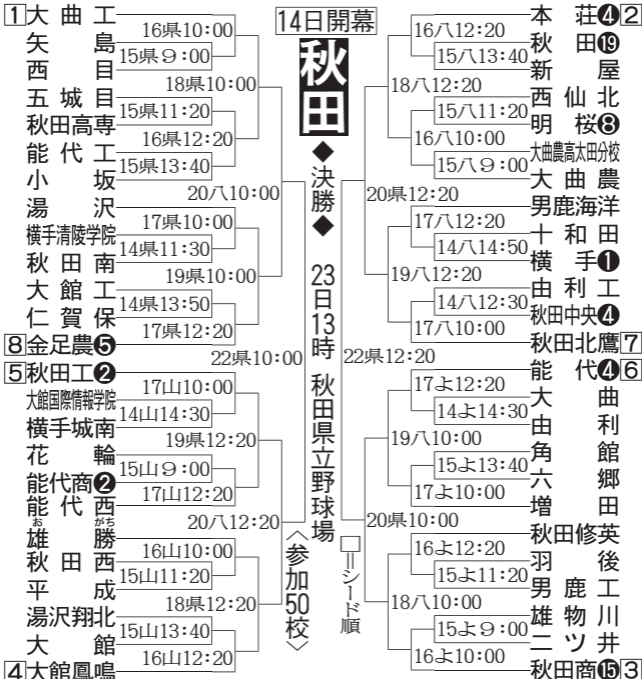 14日開幕
秋田
◆決勝◆ 23日13時 秋田県立野球場
〈参加50校〉
□=シード順
1 大曲工
矢島
西目
五城目
秋田高専
能代工
小坂
湯沢
横手清陵学院
秋田南
大館工
仁賀保
8 金足農❺
5 秋田工❷
大館国際情報学院
横手城南
花輪
能代商❷
能代西
雄勝
お がち
秋田西
平成
湯沢翔北
大館
4 大館鳳鳴
16県10:00
15県9:00
18県10:00
15県11:20
16県12:20
15県13:40
20八10:00
17県10:00
14県11:30
19県10:00
14県13:50
17県12:20
22県10:00
17山10:00
14山14:30
19県12:20
15山9:00
17山12:20
20八12:20
16山10:00
15山11:20
18県12:20
15山13:40
16山12:20
本荘❹ 2
秋田⓳
新屋
西仙北
明桜❽
大曲農高太田分校
大曲農
男鹿海洋
十和田
横手❶
由利工
秋田中央❹
秋田北鷹 7
能代❹ 6
大曲
由利
角館
六郷
増田
秋田修英
羽後
男鹿工
雄物川
二ツ井
秋田商⓯ 3
16八12:20
15八13:40
18八12:20
15八11:20
16八10:00
15八9:00
20県12:20
17八12:20
14八14:50
19八12:20
14八12:30
17八10:00
22県12:20
17よ12:20
14よ14:30
19八10:00
15よ13:40
17よ10:00
20県10:00
16よ12:20
15よ11:20
18八10:00
15よ9:00
16よ10:00